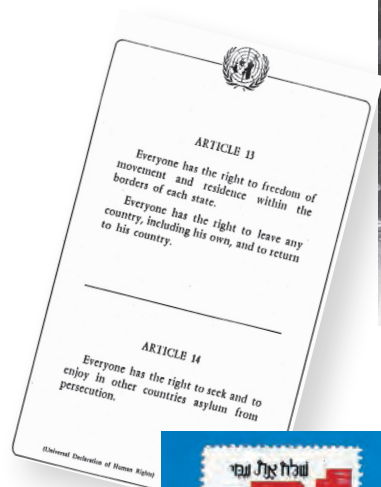 ARTICLE 13
Everyone has the right to freedom of
movement and residence within the
borders of each state.
Everyone has the right to leave any
country, including his own, and to return
to his country.
ARTICLE 14
Everyone has the right to seek and to
enjoy in other countries asylum from
persecution.
(Universal Declaration of Human Rights)
שלח את עמי